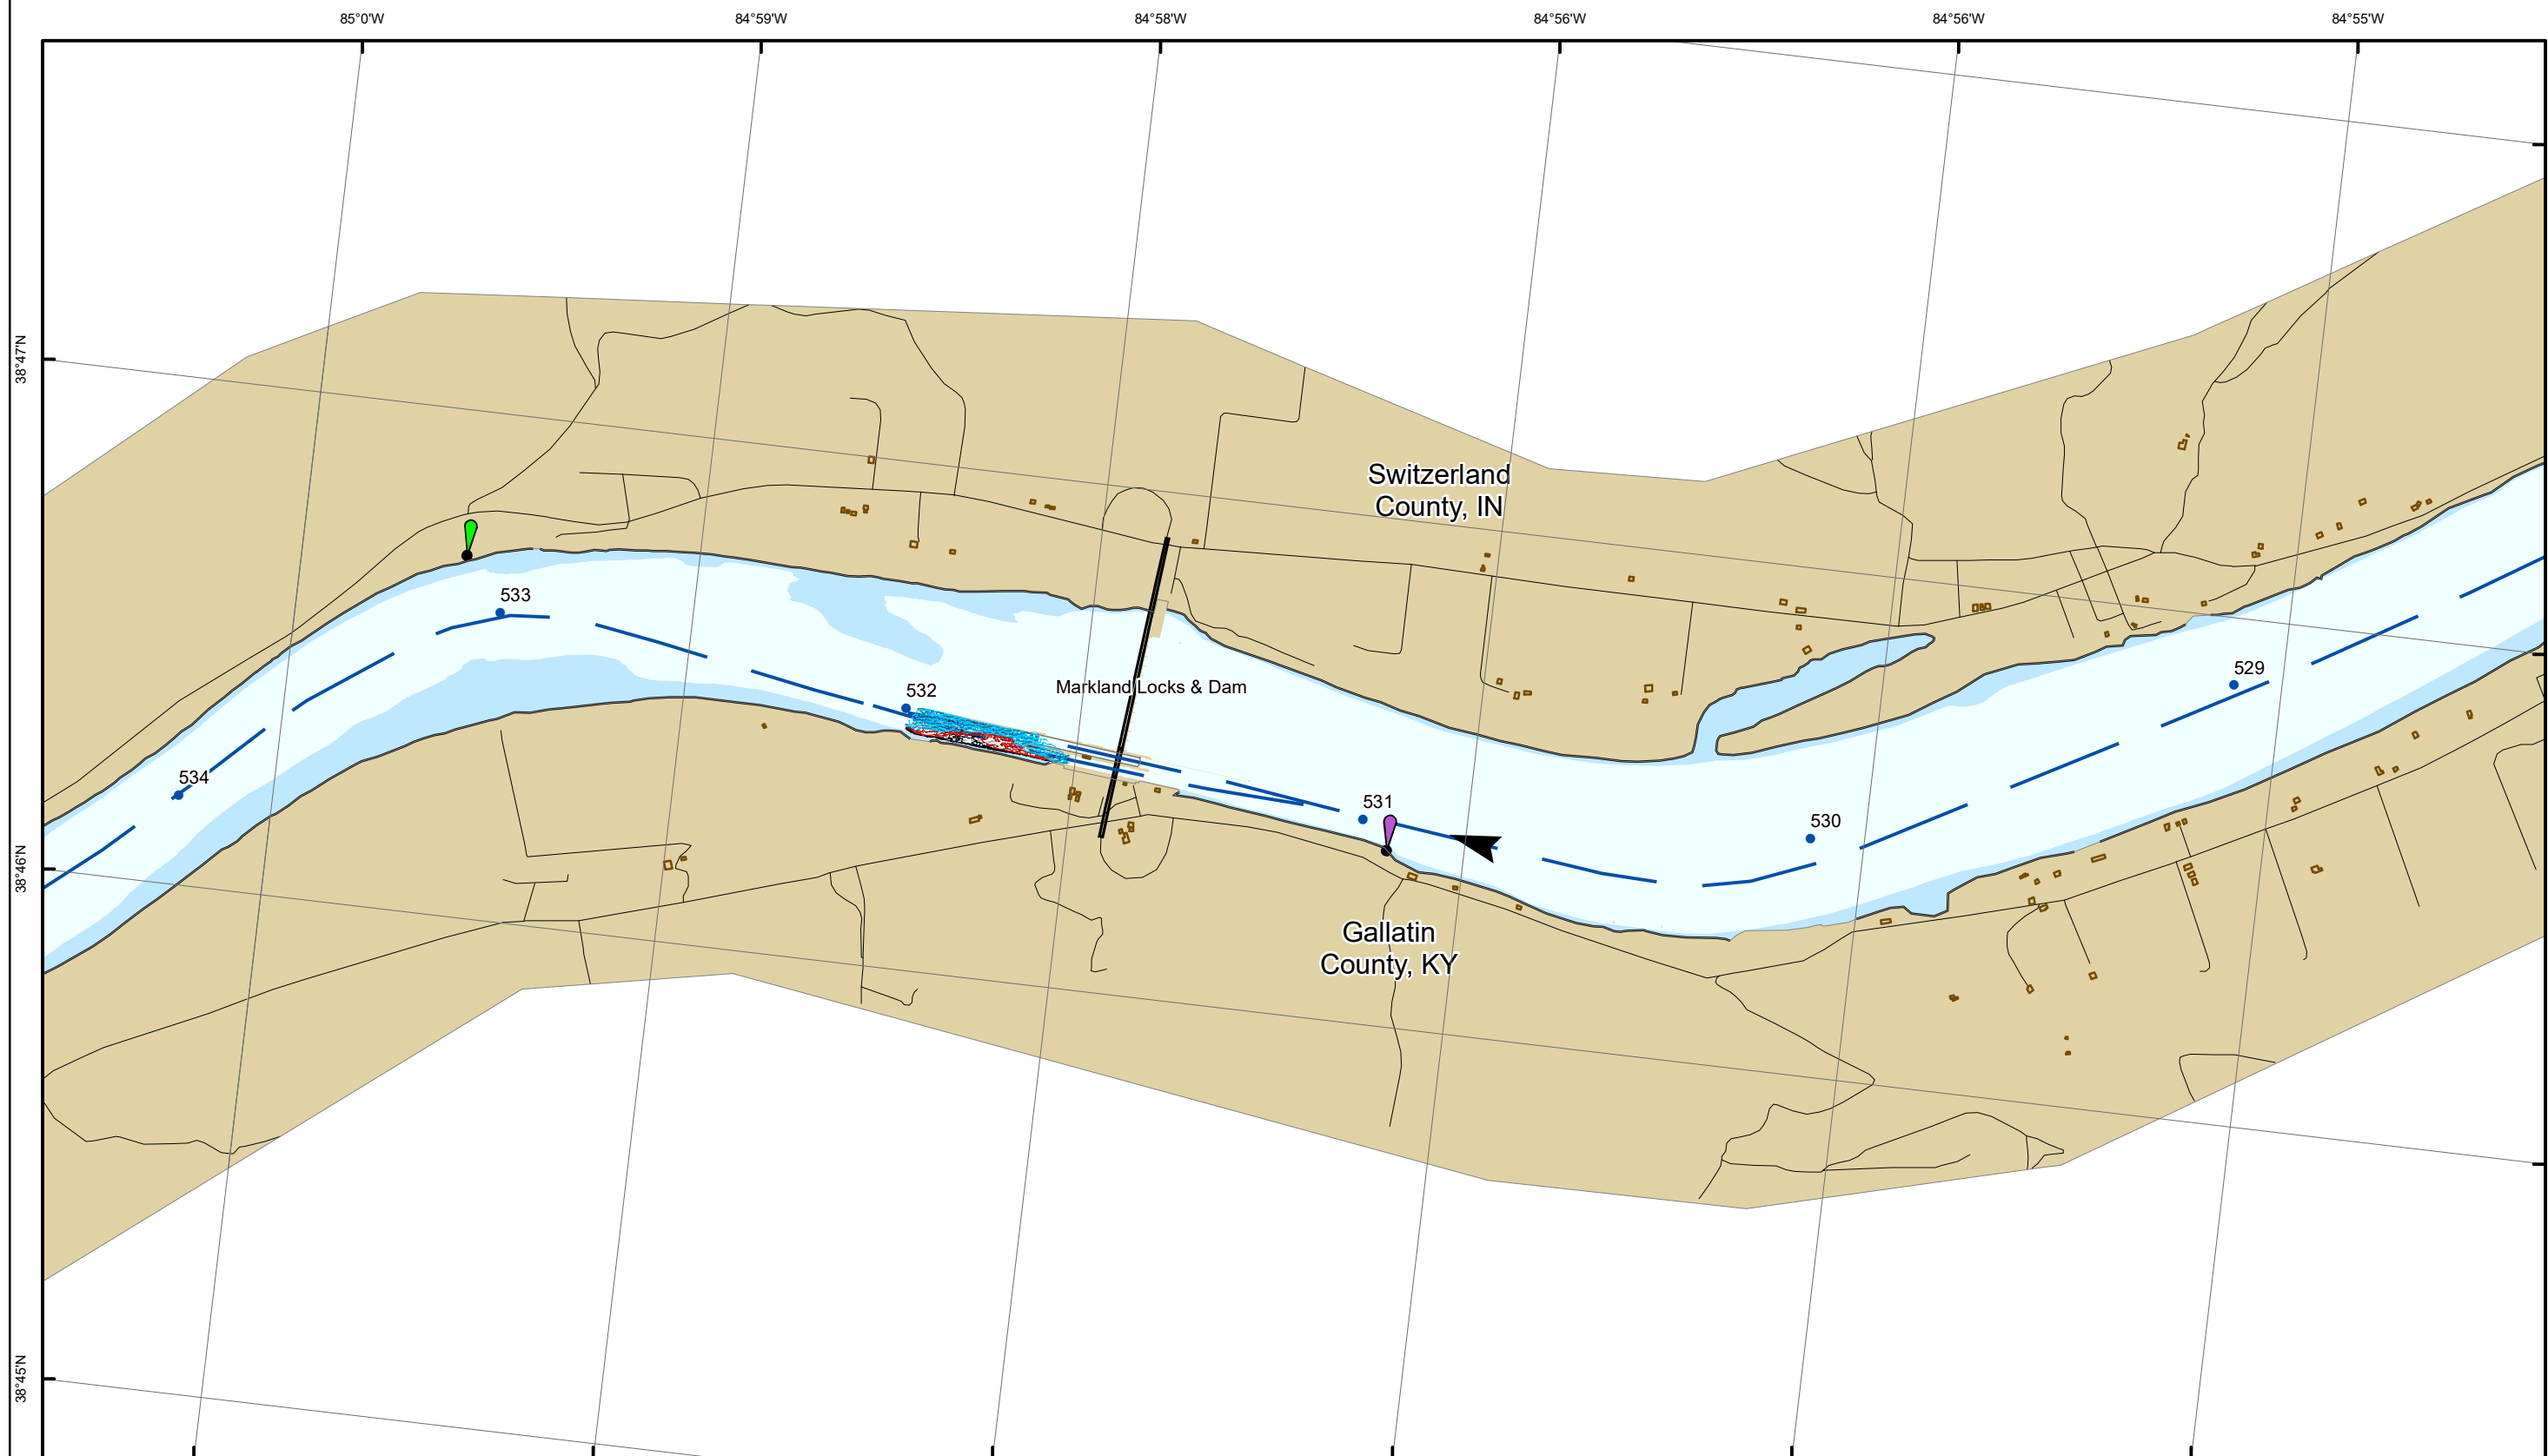 85°0'W
84°59'W
84°58'W
84°56'W
84°56'W
84°55'W
38°47'N
Switzerland
County, IN
533
529
Markland Locks & Dam
532
534
531
530
38°46'N
Gallatin
County, KY
38°45'N